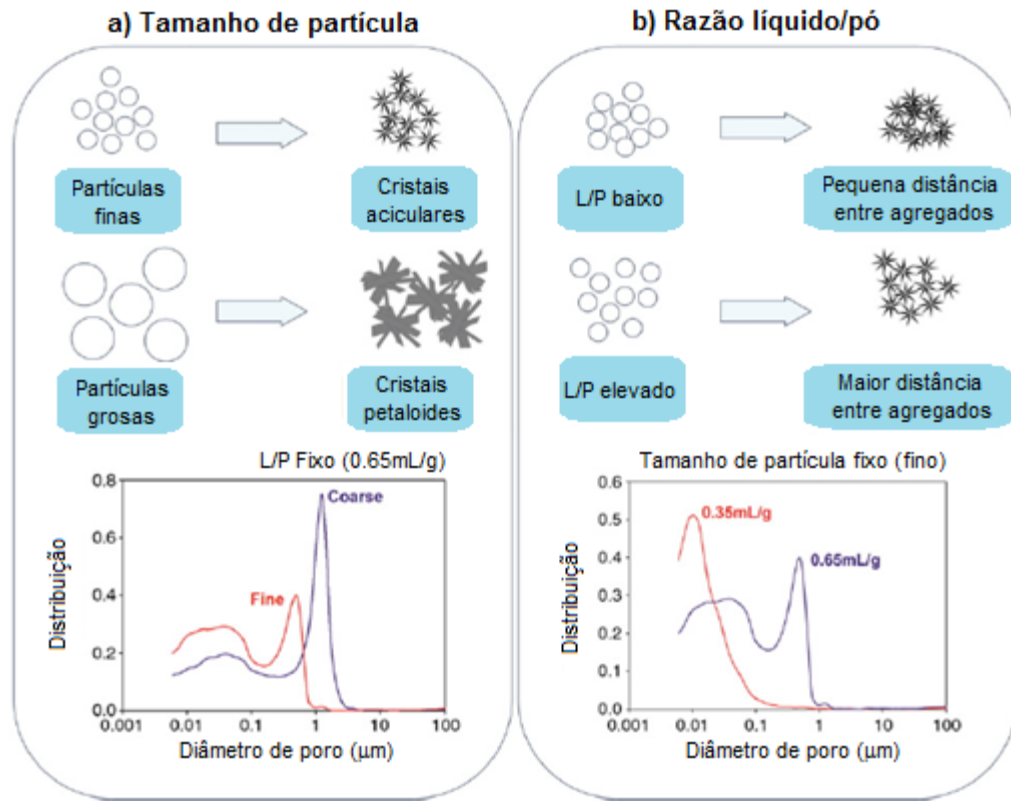 a) Tamanho de partícula
Partículas
finas
Cristais
aciculares
Partículas
grosas
Cristais
petaloides
L/P Fixo (0.65mL/g)
0.8
0.6
0.4
0.2
0.0
Coarse
Fine
Distribuição
0.001
0.1
1
100
Diâmetro de poro (µm)
b) Razão líquido/pó
L/P baixo
Pequena distância
entre agregados
L/P elevado
Maior distância
entre agregados
Tamanho de partícula fixo (fino)
0.6
0.5
0.4
0.3
0.2
0.1
0.0
0.35mL/g
0.65mL/g
Distribuição
0.001
0.01
0.1
1
100
Diâmetro de poro (µm)